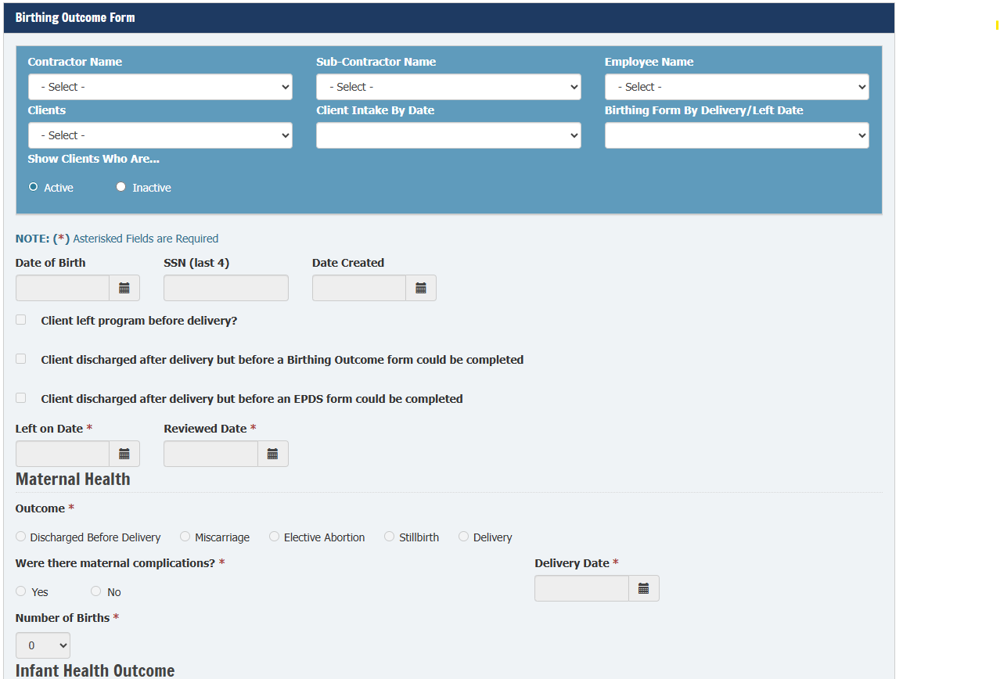 Birthing Outcome Form
Contractor Name Sub-Contractor Name Employee Name
- Select - - Select - - Select -
Clients Client Intake By Date Birthing Form By Delivery/Left Date
- Select -
Show Clients Who Are...
Active Inactive
NOTE: (*) Asterisked Fields are Required
Date of Birth SSN (last 4) Date Created
Client left program before delivery?
Client discharged after delivery but before a Birthing Outcome form could be completed
Client discharged after delivery but before an EPDS form could be completed
Left on Date * Reviewed Date *
Maternal Health
Outcome *
Discharged Before Delivery Miscarriage Elective Abortion Stillbirth Delivery
Were there maternal complications? * Delivery Date *
Yes No
Number of Births *
0
Infant Health Outcome